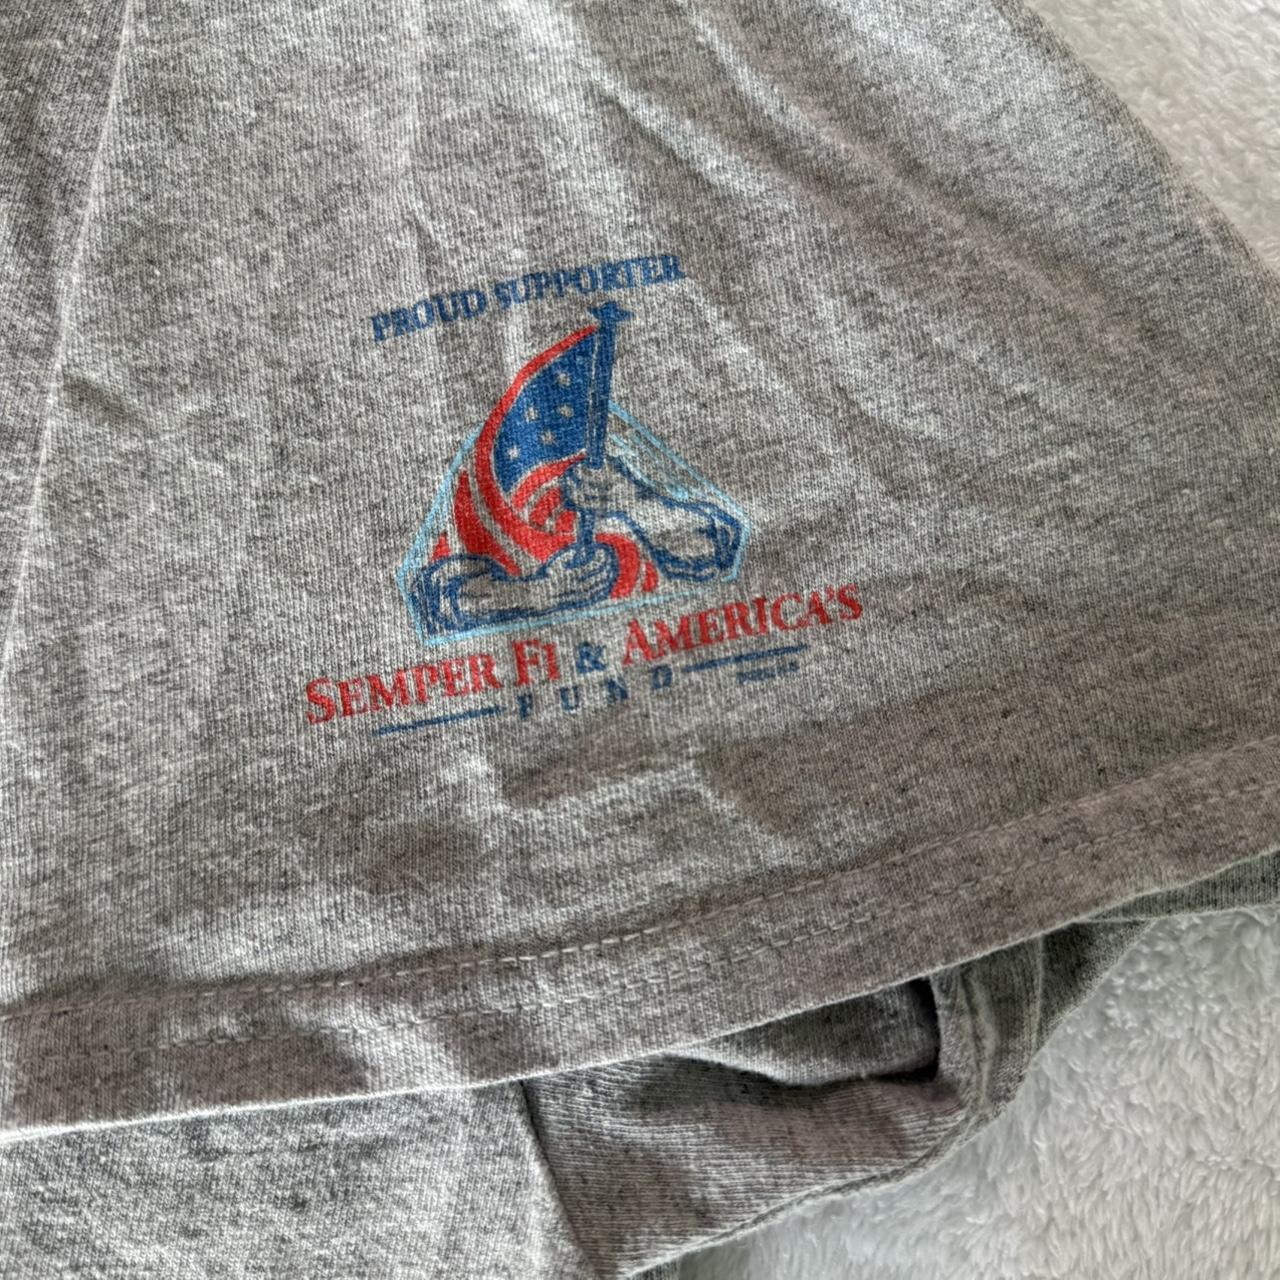 PROUD SUPPORTER
SEMPER FI & AMERICA'S
FUND